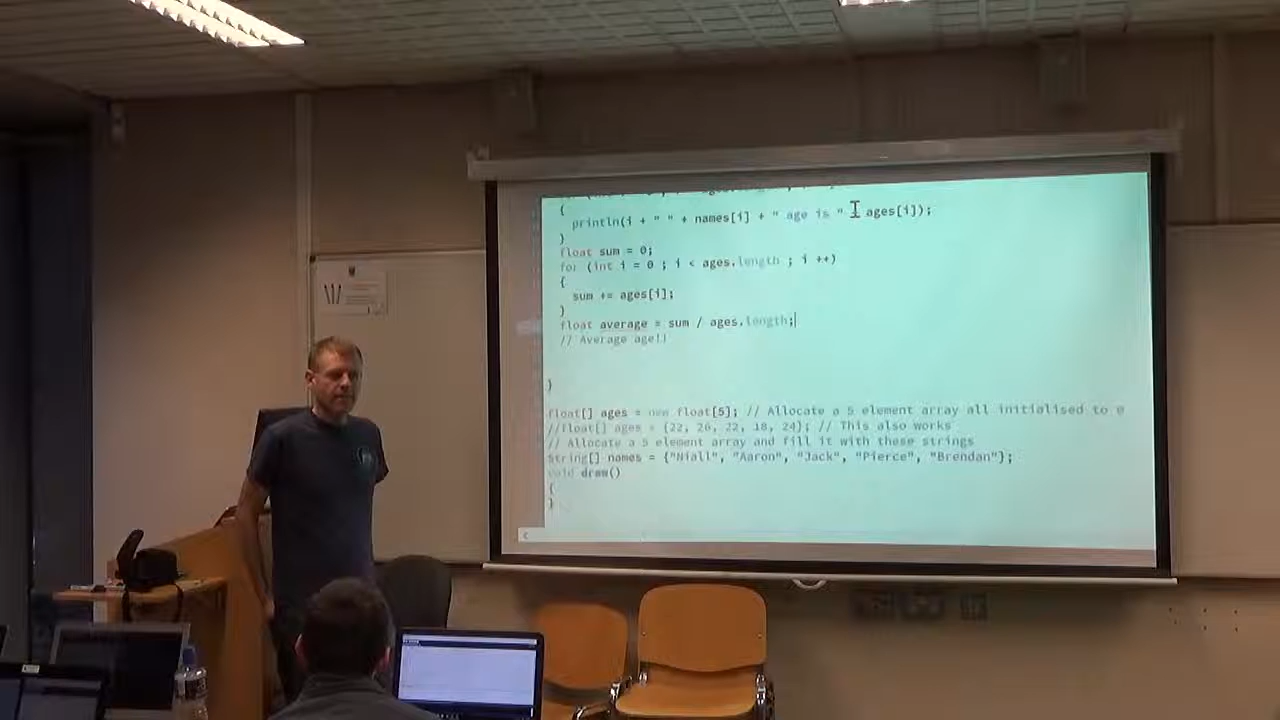 {
println(i + " " + names[i] + " age is " ages[i]);
}
float sum = 0;
for (int i = 0 ; i < ages.length ; i ++)
{
sum += ages[i];
}
float average = sum / ages.length;
// Average age!!
}
float[] ages = new float[5]; // Allocate a 5 element array all initialised to
//float[] ages = {22, 26, 22, 18, 24}; // This also works
// Allocate a 5 element array and fill it with these strings
String[] names = {"Niall", "Aaron", "Jack", "Pierce", "Brendan"};
void draw()
{
}